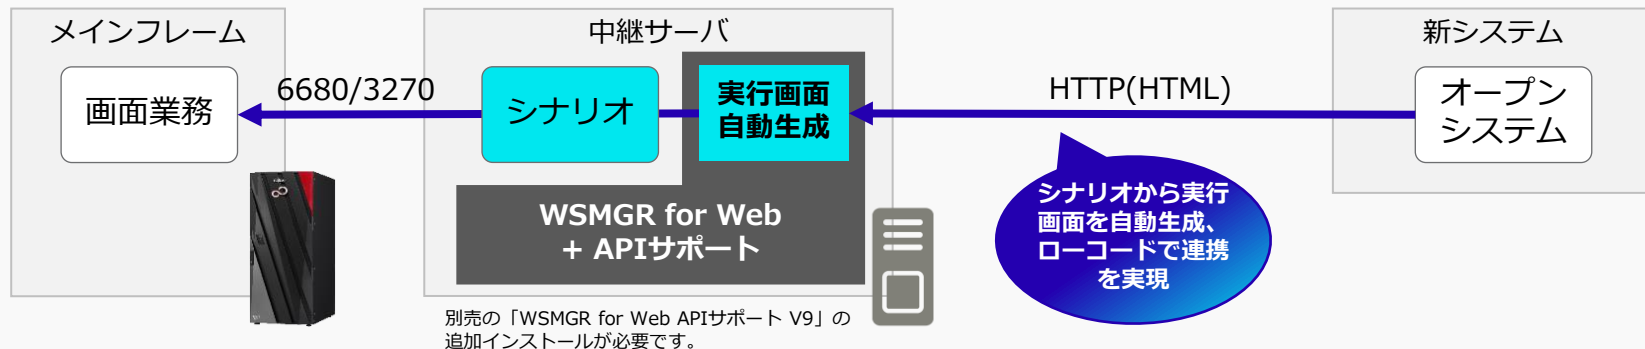 メインフレーム
画面業務
6680/3270
中継サーバ
シナリオ
実行画面
自動生成
WSMGR for Web
+ APIサポート
別売の「WSMGR for Web APIサポート V9」の
追加インストールが必要です。
HTTP(HTML)
シナリオから実行
画面を自動生成、
ローコードで連携
を実現
新システム
オープン
システム